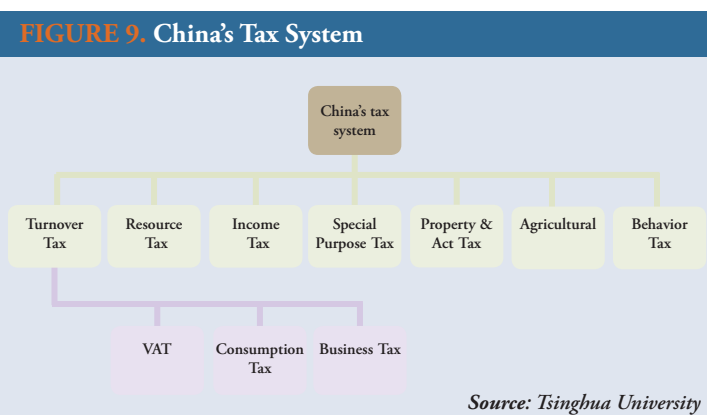 FIGURE 9. China's Tax System
China's tax
system
Turnover
Tax
Resource
Tax
Income
Tax
Special
Purpose Tax
Property &
Act Tax
Agricultural
Behavior
Tax
VAT
Consumption
Tax
Business Tax
Source: Tsinghua University